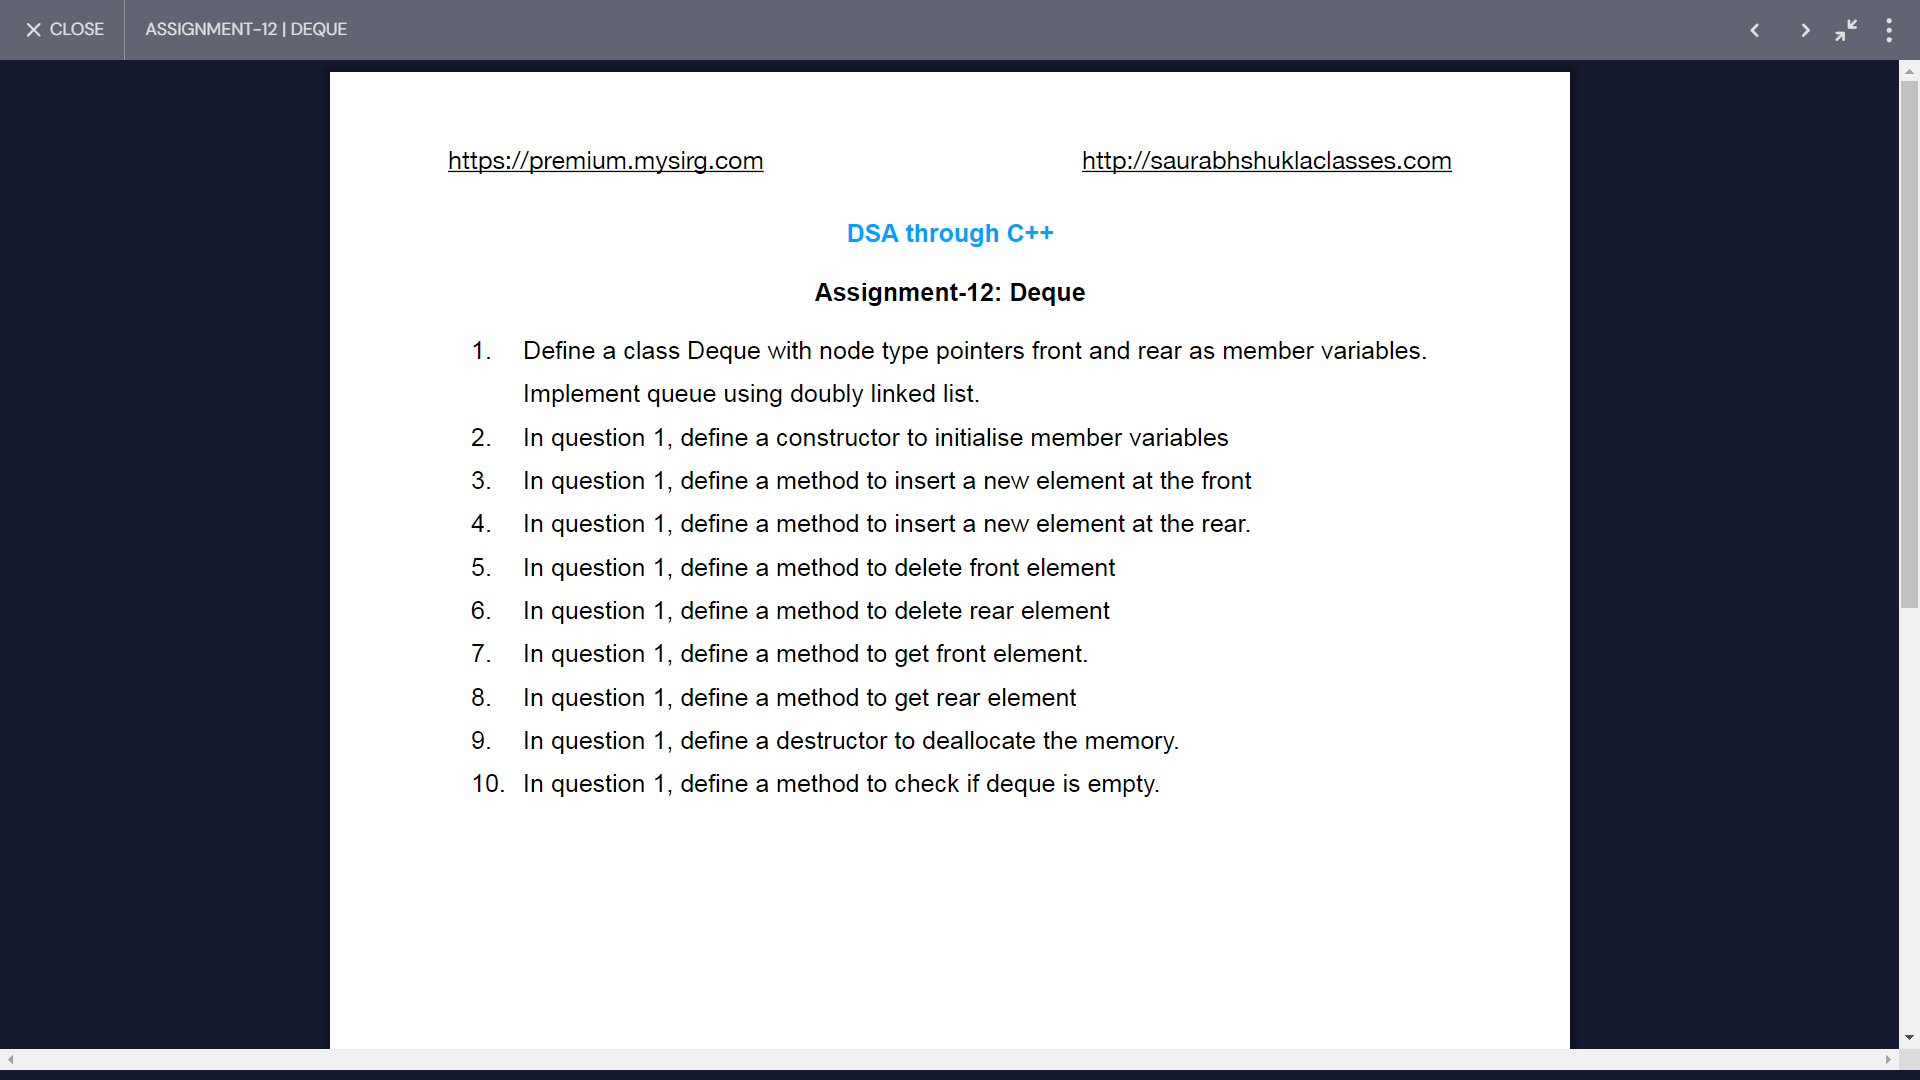 CLOSE
ASSIGNMENT-12 | DEQUE
https://premium.mysirg.com
http://saurabhshuklaclasses.com
DSA through C++
Assignment-12: Deque
1. Define a class Deque with node type pointers front and rear as member variables.
Implement queue using doubly linked list.
2. In question 1, define a constructor to initialise member variables
3. In question 1, define a method to insert a new element at the front
4. In question 1, define a method to insert a new element at the rear.
5. In question 1, define a method to delete front element
6. In question 1, define a method to delete rear element
7. In question 1, define a method to get front element.
8. In question 1, define a method to get rear element
9. In question 1, define a destructor to deallocate the memory.
10. In question 1, define a method to check if deque is empty.